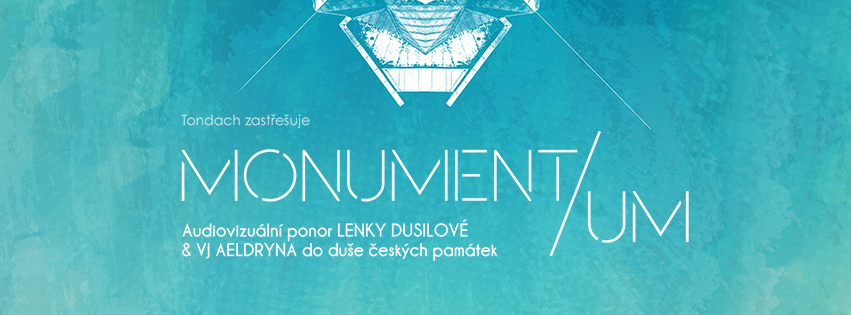 Tondach zastřešuje
MONUMENT/UM
Audiovizuální ponor LENKY DUSILOVÉ
& VJ AELDRYNA do duše českých památek